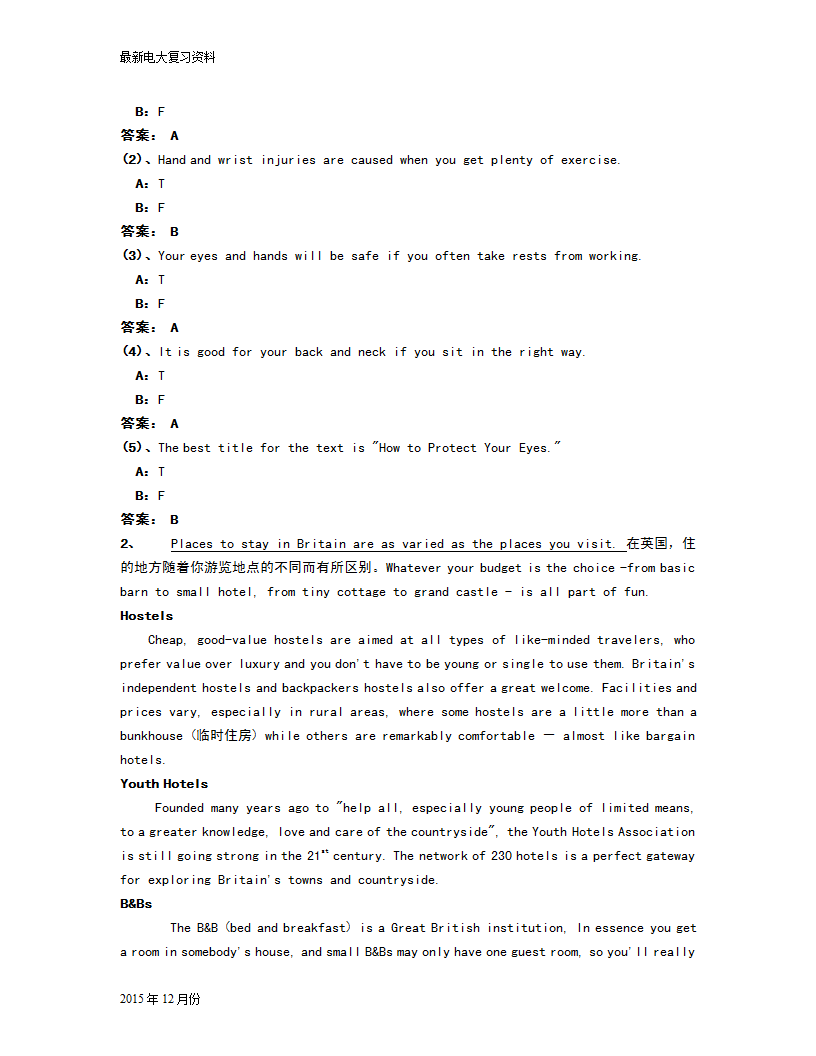 最新电大复习资料
B：F
答案： A
(2)、Hand and wrist injuries are caused when you get plenty of exercise.
A：T
B：F
答案： B
(3)、Your eyes and hands will be safe if you often take rests from working.
A：T
B：F
答案： A
(4)、It is good for your back and neck if you sit in the right way.
A：T
B：F
答案： A
(5)、The best title for the text is "How to Protect Your Eyes."
A：T
B：F
答案： B
2、 Places to stay in Britain are as varied as the places you visit. 在英国，住
的地方随着你游览地点的不同而有所区别。Whatever your budget is the choice -from basic
barn to small hotel, from tiny cottage to grand castle - is all part of fun.
Hostels
Cheap, good-value hostels are aimed at all types of like-minded travelers, who
prefer value over luxury and you don't have to be young or single to use them. Britain's
independent hostels and backpackers hostels also offer a great welcome. Facilities and
prices vary, especially in rural areas, where some hostels are a little more than a
bunkhouse (临时住房) while others are remarkably comfortable — almost like bargain
hotels.
Youth Hotels
Founded many years ago to "help all, especially young people of limited means,
to a greater knowledge, love and care of the countryside", the Youth Hotels Association
is still going strong in the 21st century. The network of 230 hotels is a perfect gateway
for exploring Britain's towns and countryside.
B&Bs
The B&B (bed and breakfast) is a Great British institution, In essence you get
a room in somebody's house, and small B&Bs may only have one guest room, so you'll really
2015年12月份